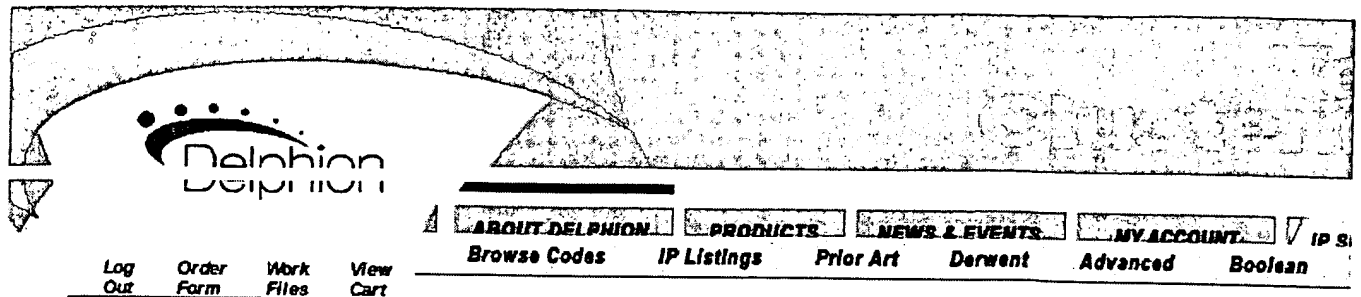 Delphion
ABOUT DELPHION PRODUCTS NEWS & EVENTS MY ACCOUNT IP
Browse Codes IP Listings Prior Art Derwent Advanced Boolean
Log Out Order Form Work Files View Cart